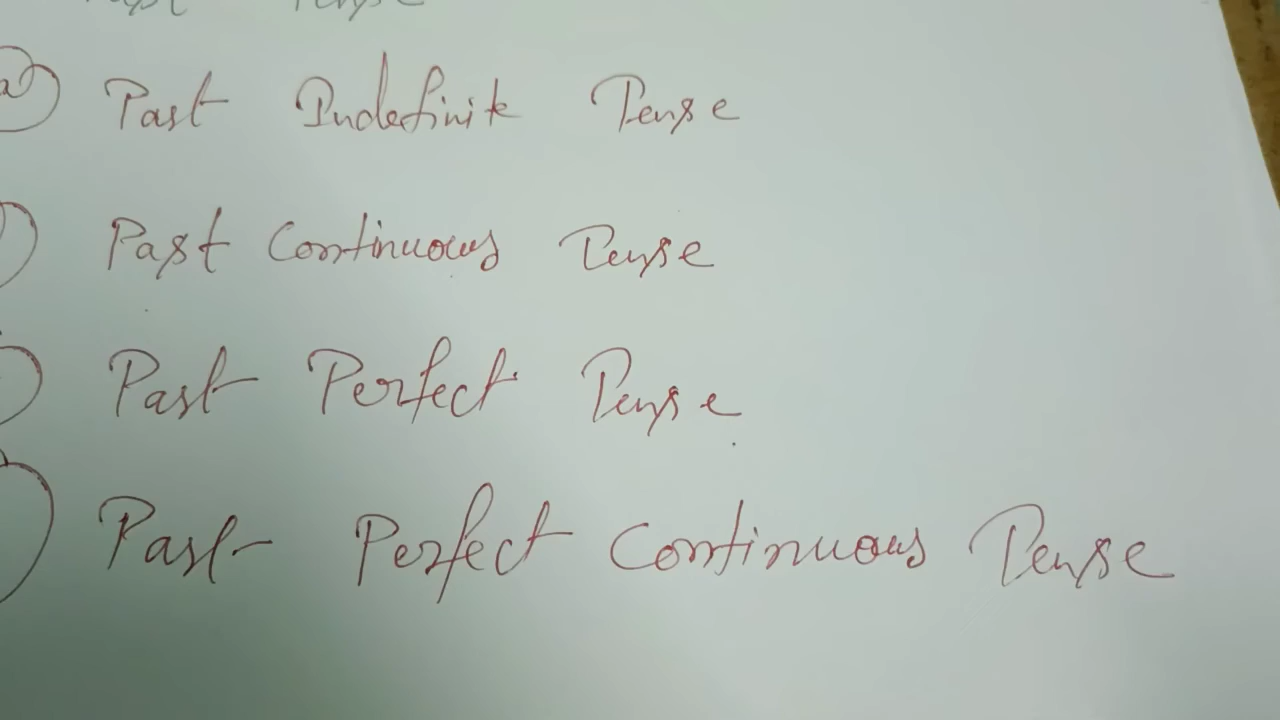 a) Past Indefinite Tense
Past Continuous Tense
Past Perfect Tense
Past Perfect Continuous Tense